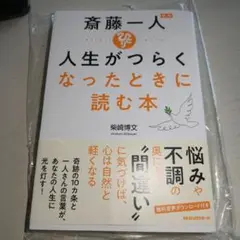 斎藤一人
人生がつらく
なったときに
読む本
柴崎博文
悩みや
不調の
奥に
"間違い"
に気づけば、
心は自然と
軽くなる
奇跡の10カ条と
一人さんの言葉が、
あなたの人生に
光を灯す!